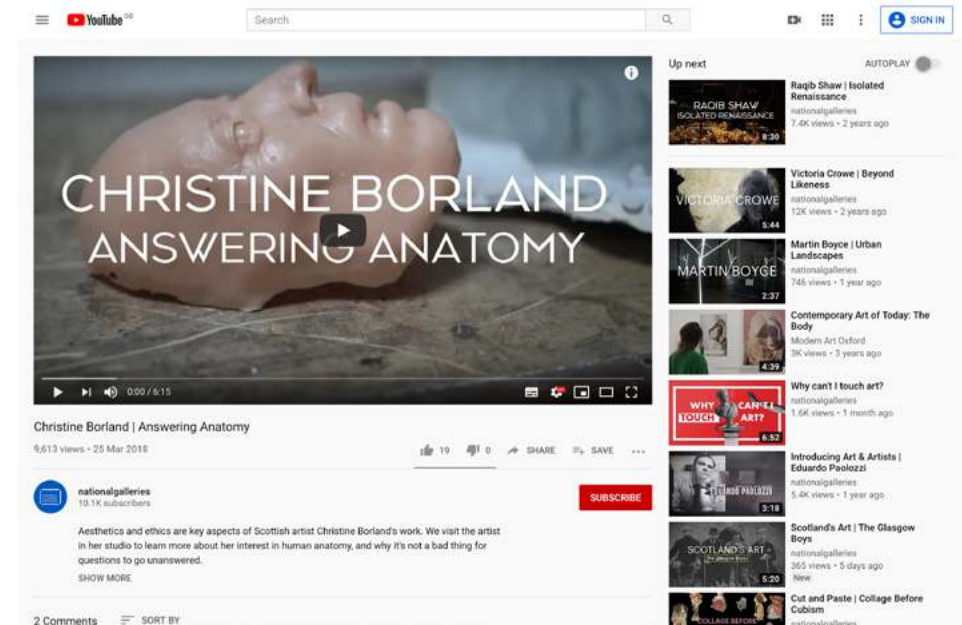 YouTube GB
Search
SIGN IN
CHRISTINE BORLAND
ANSWERING ANATOMY
0:00 / 6:15
Christine Borland | Answering Anatomy
9,613 views • 25 Mar 2018
19
0
SHARE
SAVE
nationalgalleries
10.1K subscribers
SUBSCRIBE
Aesthetics and ethics are key aspects of Scottish artist Christine Borland's work. We visit the artist
in her studio to learn more about her interest in human anatomy, and why it's not a bad thing for
questions to go unanswered.
SHOW MORE
2 Comments
SORT BY
Up next
AUTOPLAY
RAQIB SHAW
ISOLATED RENAISSANCE
8:30
Raqib Shaw | Isolated
Renaissance
nationalgalleries
7.4K views • 2 years ago
VICTORIA CROWE
5:44
Victoria Crowe | Beyond
Likeness
nationalgalleries
12K views • 2 years ago
MARTIN BOYCE
2:37
Martin Boyce | Urban
Landscapes
nationalgalleries
746 views • 1 year ago
4:39
Contemporary Art of Today: The
Body
Modern Art Oxford
3K views • 3 years ago
WHY CAN'T I
TOUCH ART?
6:52
Why can't I touch art?
nationalgalleries
1.6K views • 1 month ago
EDUARDO PAOLOZZI
3:18
Introducing Art & Artists |
Eduardo Paolozzi
nationalgalleries
5.4K views • 1 year ago
SCOTLAND'S ART
The Glasgow Boys
5:20
Scotland's Art | The Glasgow
Boys
nationalgalleries
365 views • 5 days ago
New
COLLAGE BEFORE
Cut and Paste | Collage Before
Cubism
nationalgalleries